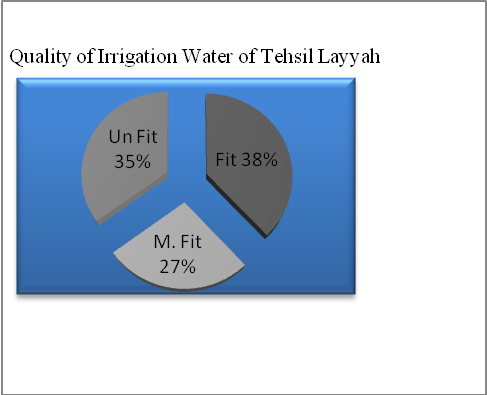 Quality of Irrigation Water of Tehsil Layyah
Un Fit
35%
Fit 38%
M. Fit
27%